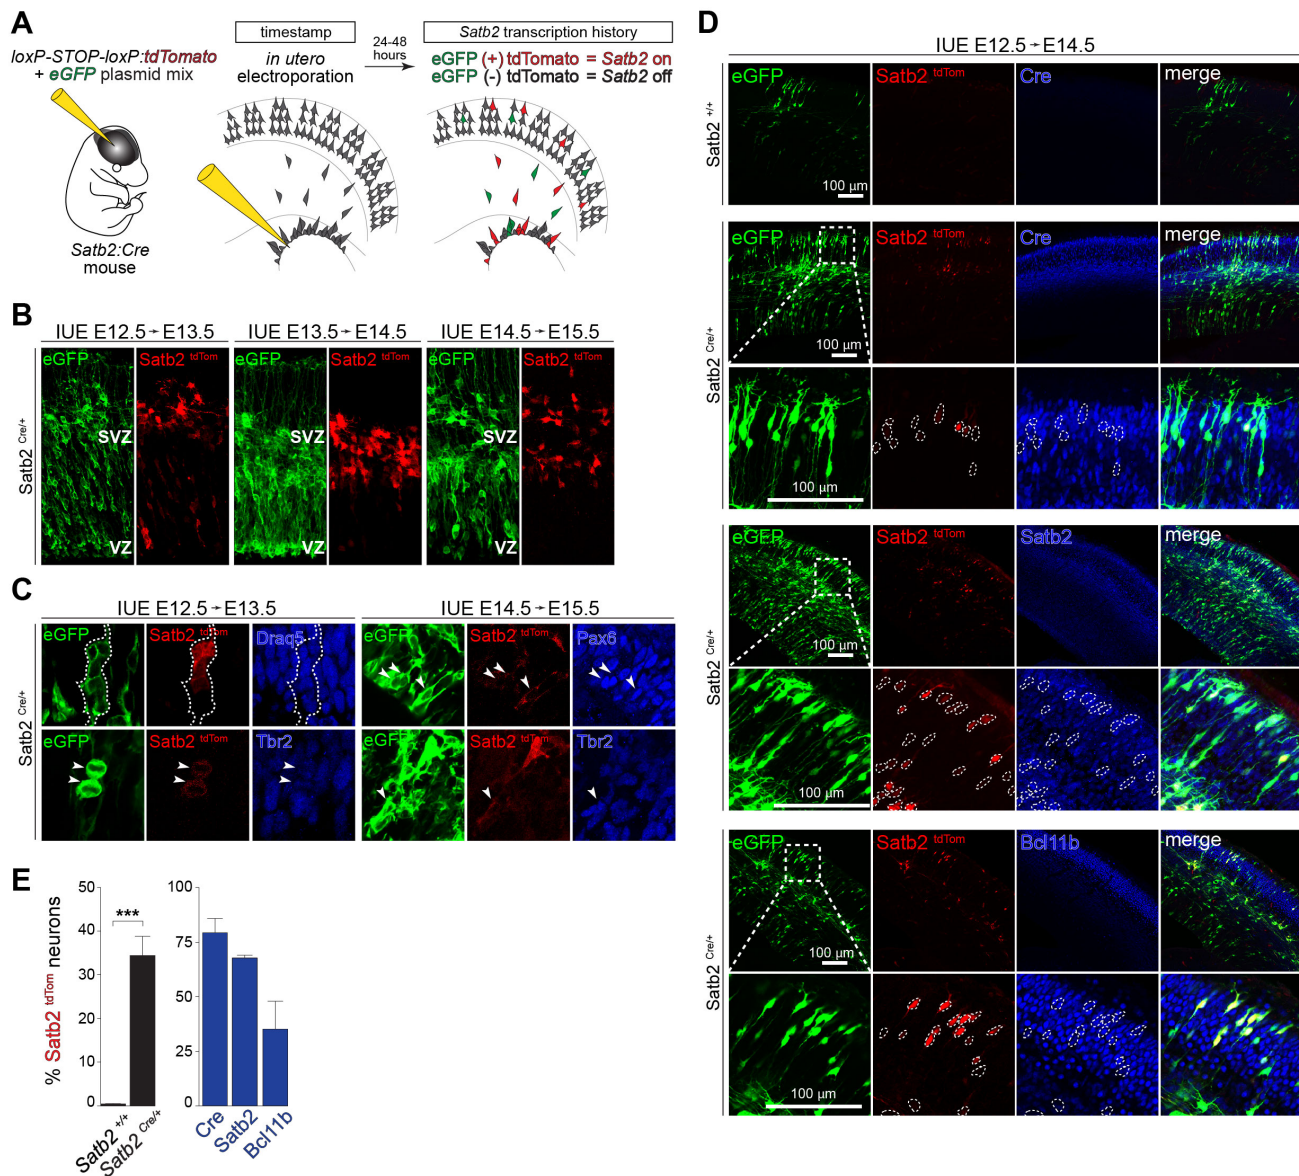 A
loxP-STOP-loxP:tdTomato
+ eGFP plasmid mix
Satb2:Cre
mouse
timestamp
in utero
electroporation
24-48
hours
Satb2 transcription history
eGFP (+) tdTomato = Satb2 on
eGFP (-) tdTomato = Satb2 off
B
IUE E12.5→E13.5 IUE E13.5→E14.5 IUE E14.5→E15.5
Satb2 Cre/+
eGFP Satb2 tdTom eGFP Satb2 tdTom eGFP Satb2 tdTom
SVZ SVZ SVZ
VZ VZ VZ
C
IUE E12.5→E13.5 IUE E14.5→E15.5
Satb2 Cre/+
eGFP Satb2 tdTom Draq5 eGFP Satb2 tdTom Pax6
eGFP Satb2 tdTom Tbr2 eGFP Satb2 tdTom Tbr2
D
IUE E12.5→E14.5
Satb2 +/+
eGFP Satb2 tdTom Cre merge
100 µm 100 µm
Satb2 Cre/+
eGFP Satb2 tdTom Cre merge
100 µm
100 µm
Satb2 Cre/+
eGFP Satb2 tdTom Satb2 merge
100 µm
100 µm
Satb2 Cre/+
eGFP Satb2 tdTom Bcl11b merge
100 µm
100 µm
E
% Satb2 tdTom neurons
50
40
30
20
10
0
***
Satb2 +/+
Satb2 Cre/+
100
75
50
25
0
Cre
Satb2
Bcl11b